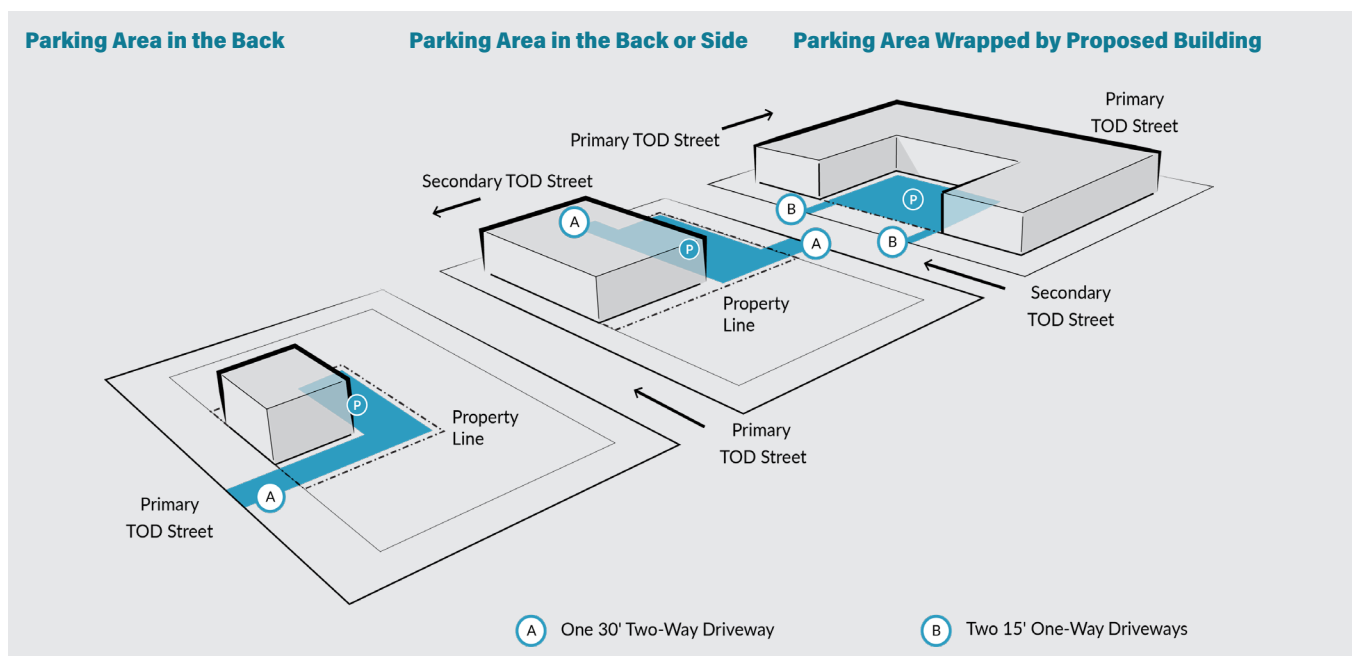 Parking Area in the Back
Parking Area in the Back or Side
Parking Area Wrapped by Proposed Building
Primary
TOD Street
Primary TOD Street
Secondary TOD Street
A
P
A
B
P
B
Property
Line
Secondary
TOD Street
P
Property
Line
Primary
TOD Street
A
Primary
TOD Street
A One 30' Two-Way Driveway
B Two 15' One-Way Driveways